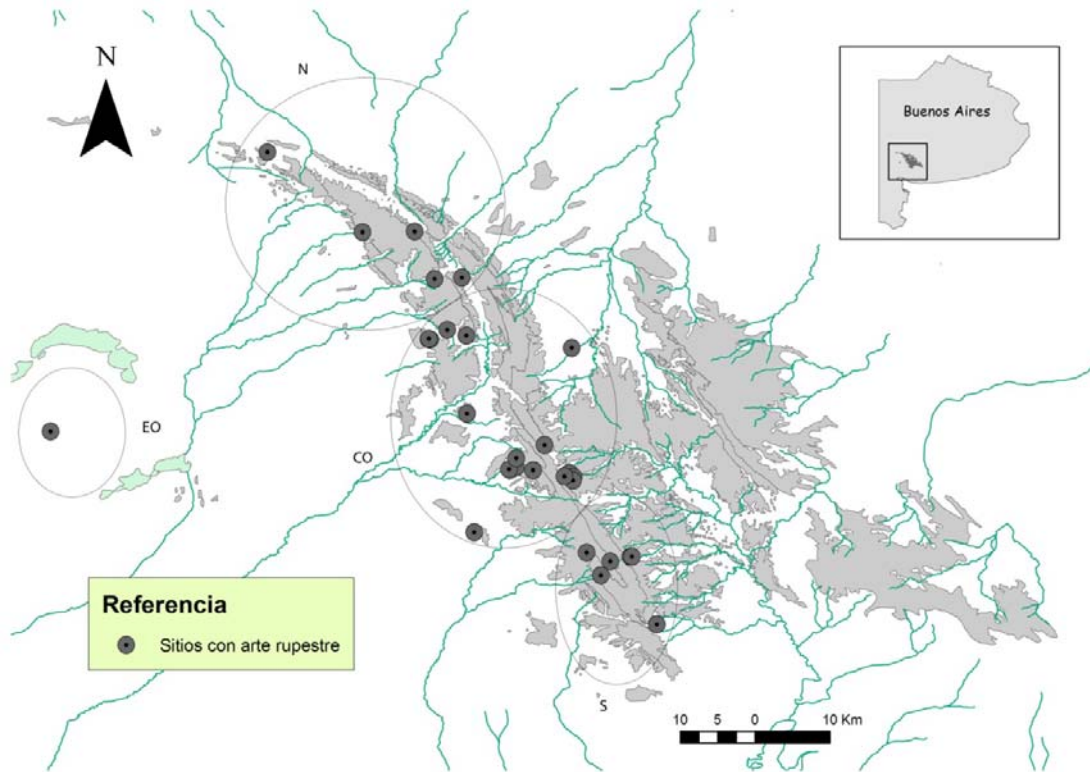 N
N
Buenos Aires
EO
CO
Referencia
Sitios con arte rupestre
S
10 5 0 10 Km